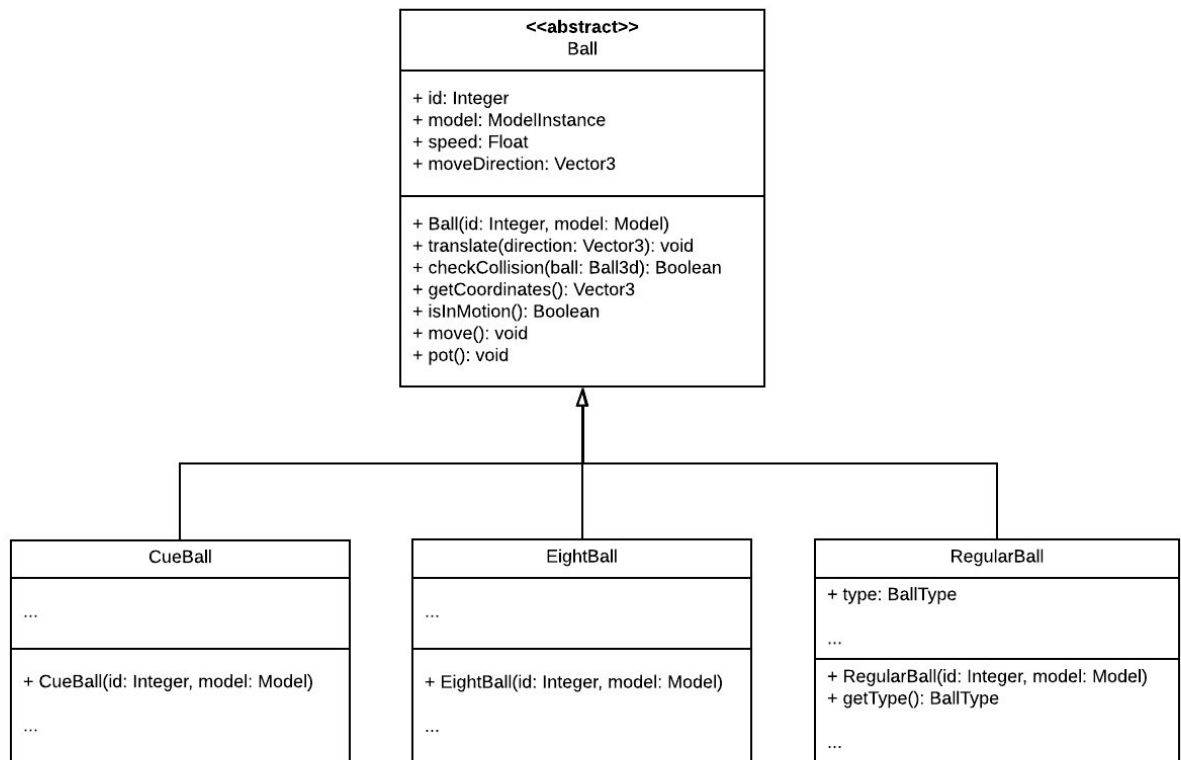 <<abstract>>
Ball
+ id: Integer
+ model: ModelInstance
+ speed: Float
+ moveDirection: Vector3
+ Ball(id: Integer, model: Model)
+ translate(direction: Vector3): void
+ checkCollision(ball: Ball3d): Boolean
+ getCoordinates(): Vector3
+ isInMotion(): Boolean
+ move(): void
+ pot(): void
CueBall
...
+ CueBall(id: Integer, model: Model)
...
EightBall
...
+ EightBall(id: Integer, model: Model)
...
RegularBall
+ type: BallType
...
+ RegularBall(id: Integer, model: Model)
+ getType(): BallType
...